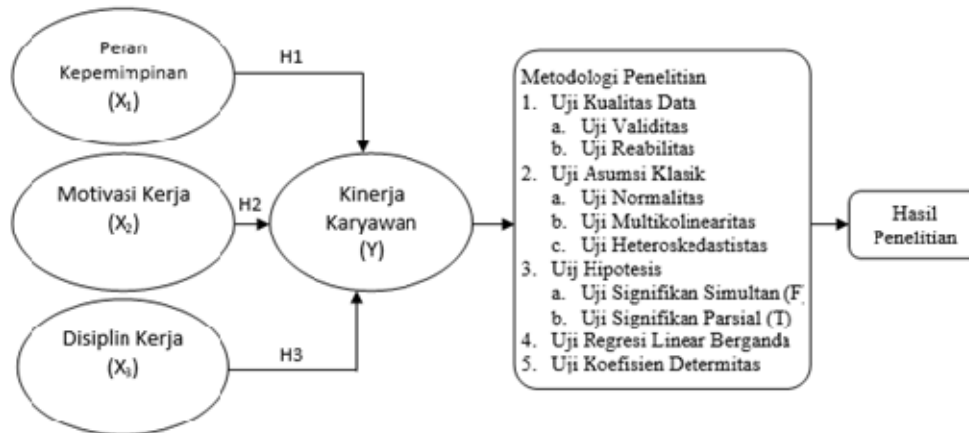 Peran
Kepemimpinan
(X₁)
H1
Motivasi Kerja
(X₂)
H2
Disiplin Kerja
(X₃)
H3
Kinerja
Karyawan
(Y)
Metodologi Penelitian
1. Uji Kualitas Data
a. Uji Validitas
b. Uji Reabilitas
2. Uji Asumsi Klasik
a. Uji Normalitas
b. Uji Multikolinearitas
c. Uji Heteroskedastistas
3. Uij Hipotesis
a. Uji Signifikan Simultan (F
b. Uji Signifikan Parsial (T)
4. Uji Regresi Linear Berganda
5. Uji Koefisien Determitas
Hasil
Penelitian